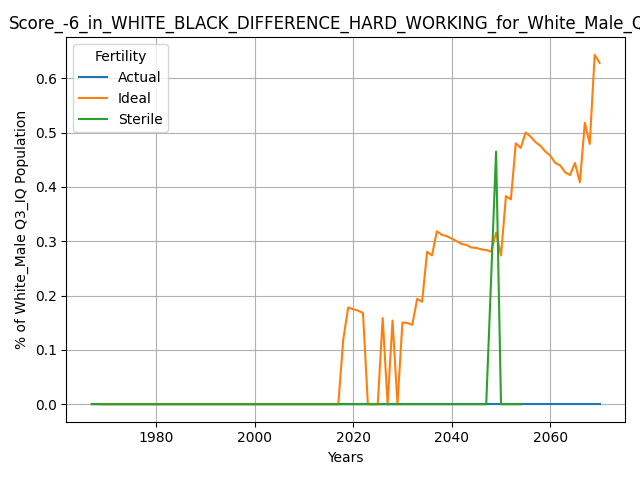 Score_-6_in_WHITE_BLACK_DIFFERENCE_HARD_WORKING_for_White_Male_Q
Fertility
Actual
Ideal
Sterile
% of White_Male Q3_IQ Population
0.6
0.5
0.4
0.3
0.2
0.1
0.0
1980 2000 2020 2040 2060
Years